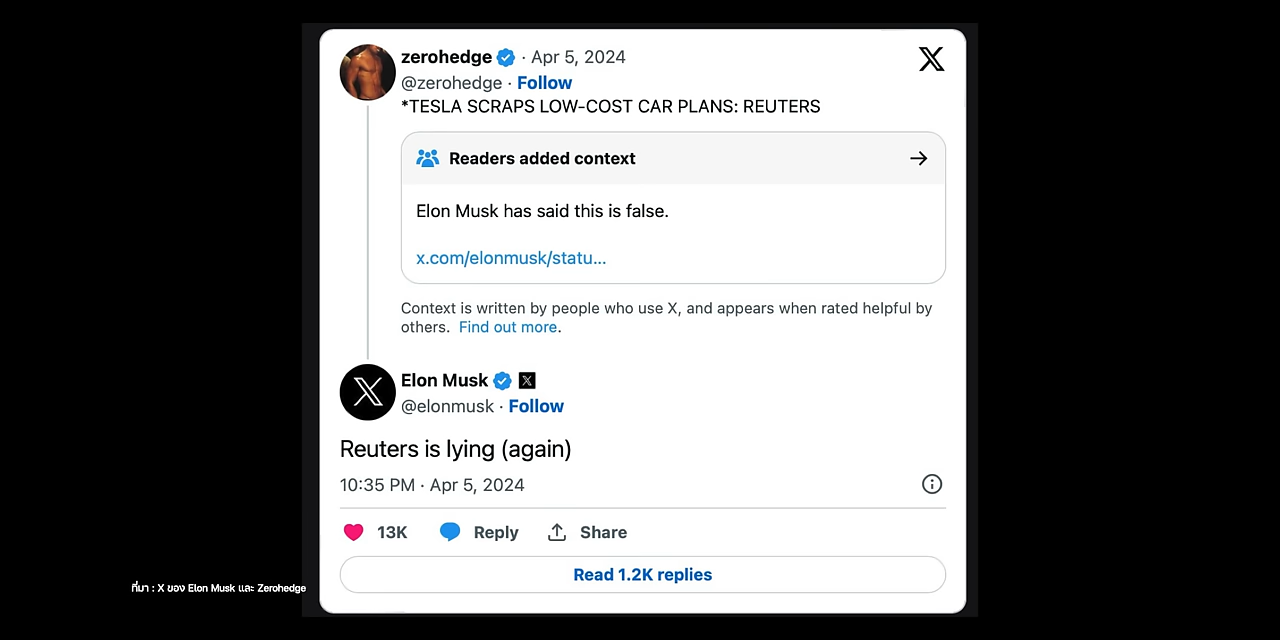 zerohedge · Apr 5, 2024
@zerohedge · Follow
*TESLA SCRAPS LOW-COST CAR PLANS: REUTERS
Readers added context
Elon Musk has said this is false.
x.com/elonmusk/statu...
Context is written by people who use X, and appears when rated helpful by
others. Find out more.
Elon Musk
@elonmusk · Follow
Reuters is lying (again)
10:35 PM · Apr 5, 2024
13K Reply Share
Read 1.2K replies
ที่มา : X ของ Elon Musk และ Zerohedge